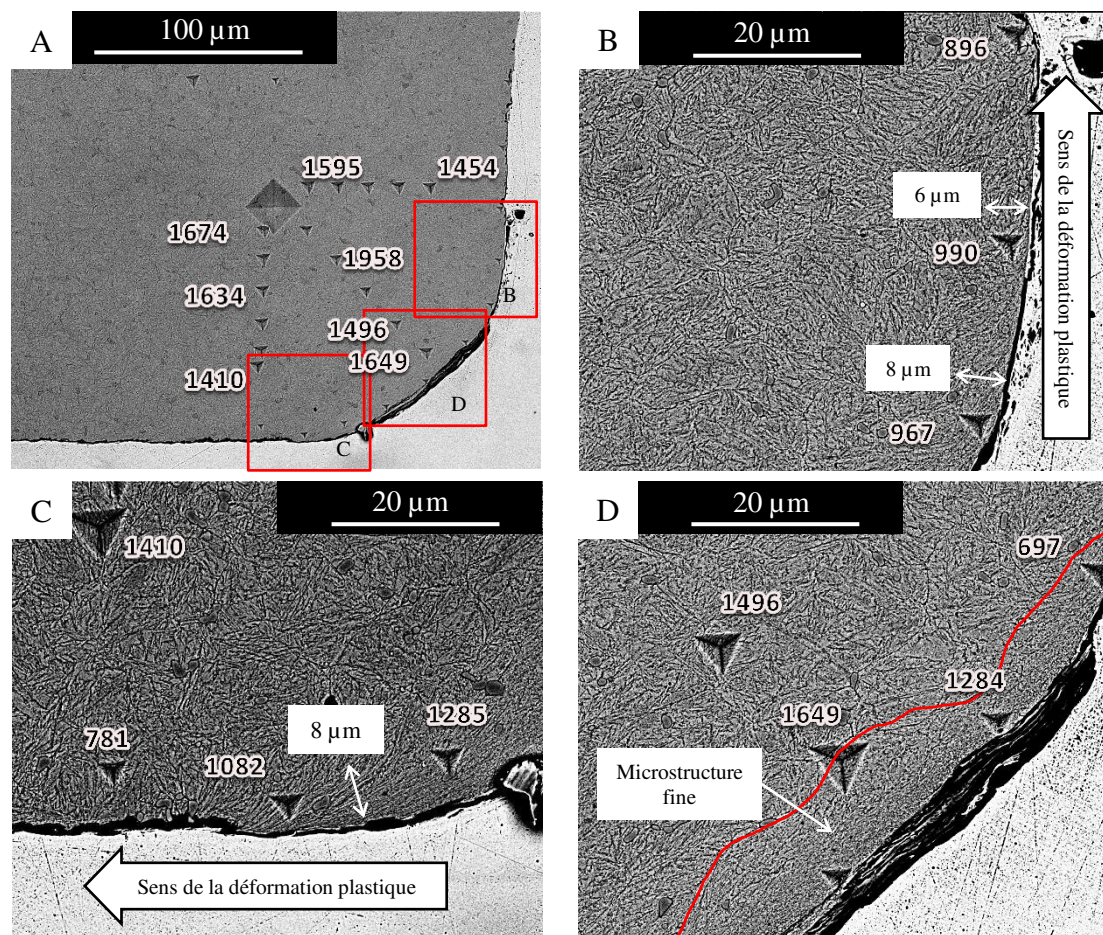 A
100 µm
1595
1454
1674
1958
1634
B
1496
1649
1410
D
C
B
20 µm
896
6 µm
990
8 µm
967
Sens de la déformation plastique
C
20 µm
1410
8 µm
1285
781
1082
Sens de la déformation plastique
D
20 µm
697
1496
1284
1649
Microstructure
fine